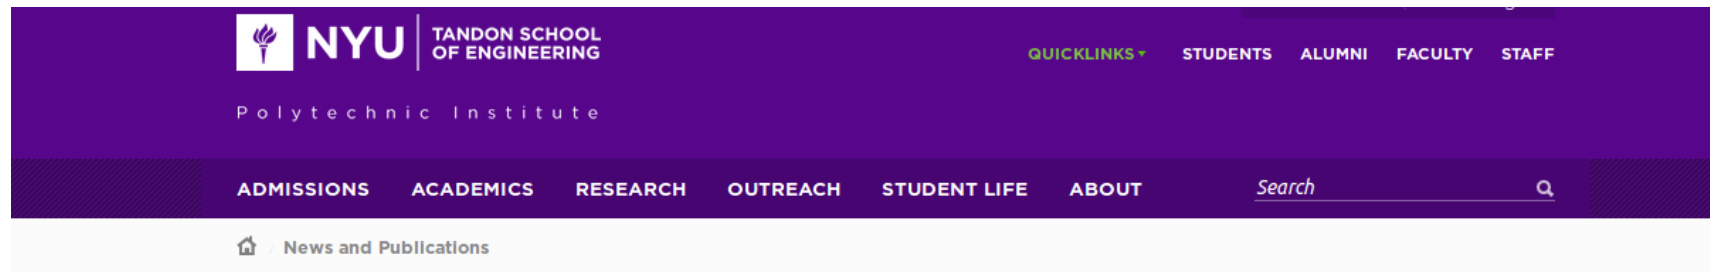 NYU TANDON SCHOOL
OF ENGINEERING
QUICKLINKS STUDENTS ALUMNI FACULTY STAFF
Polytechnic Institute
ADMISSIONS ACADEMICS RESEARCH OUTREACH STUDENT LIFE ABOUT Search
/ News and Publications